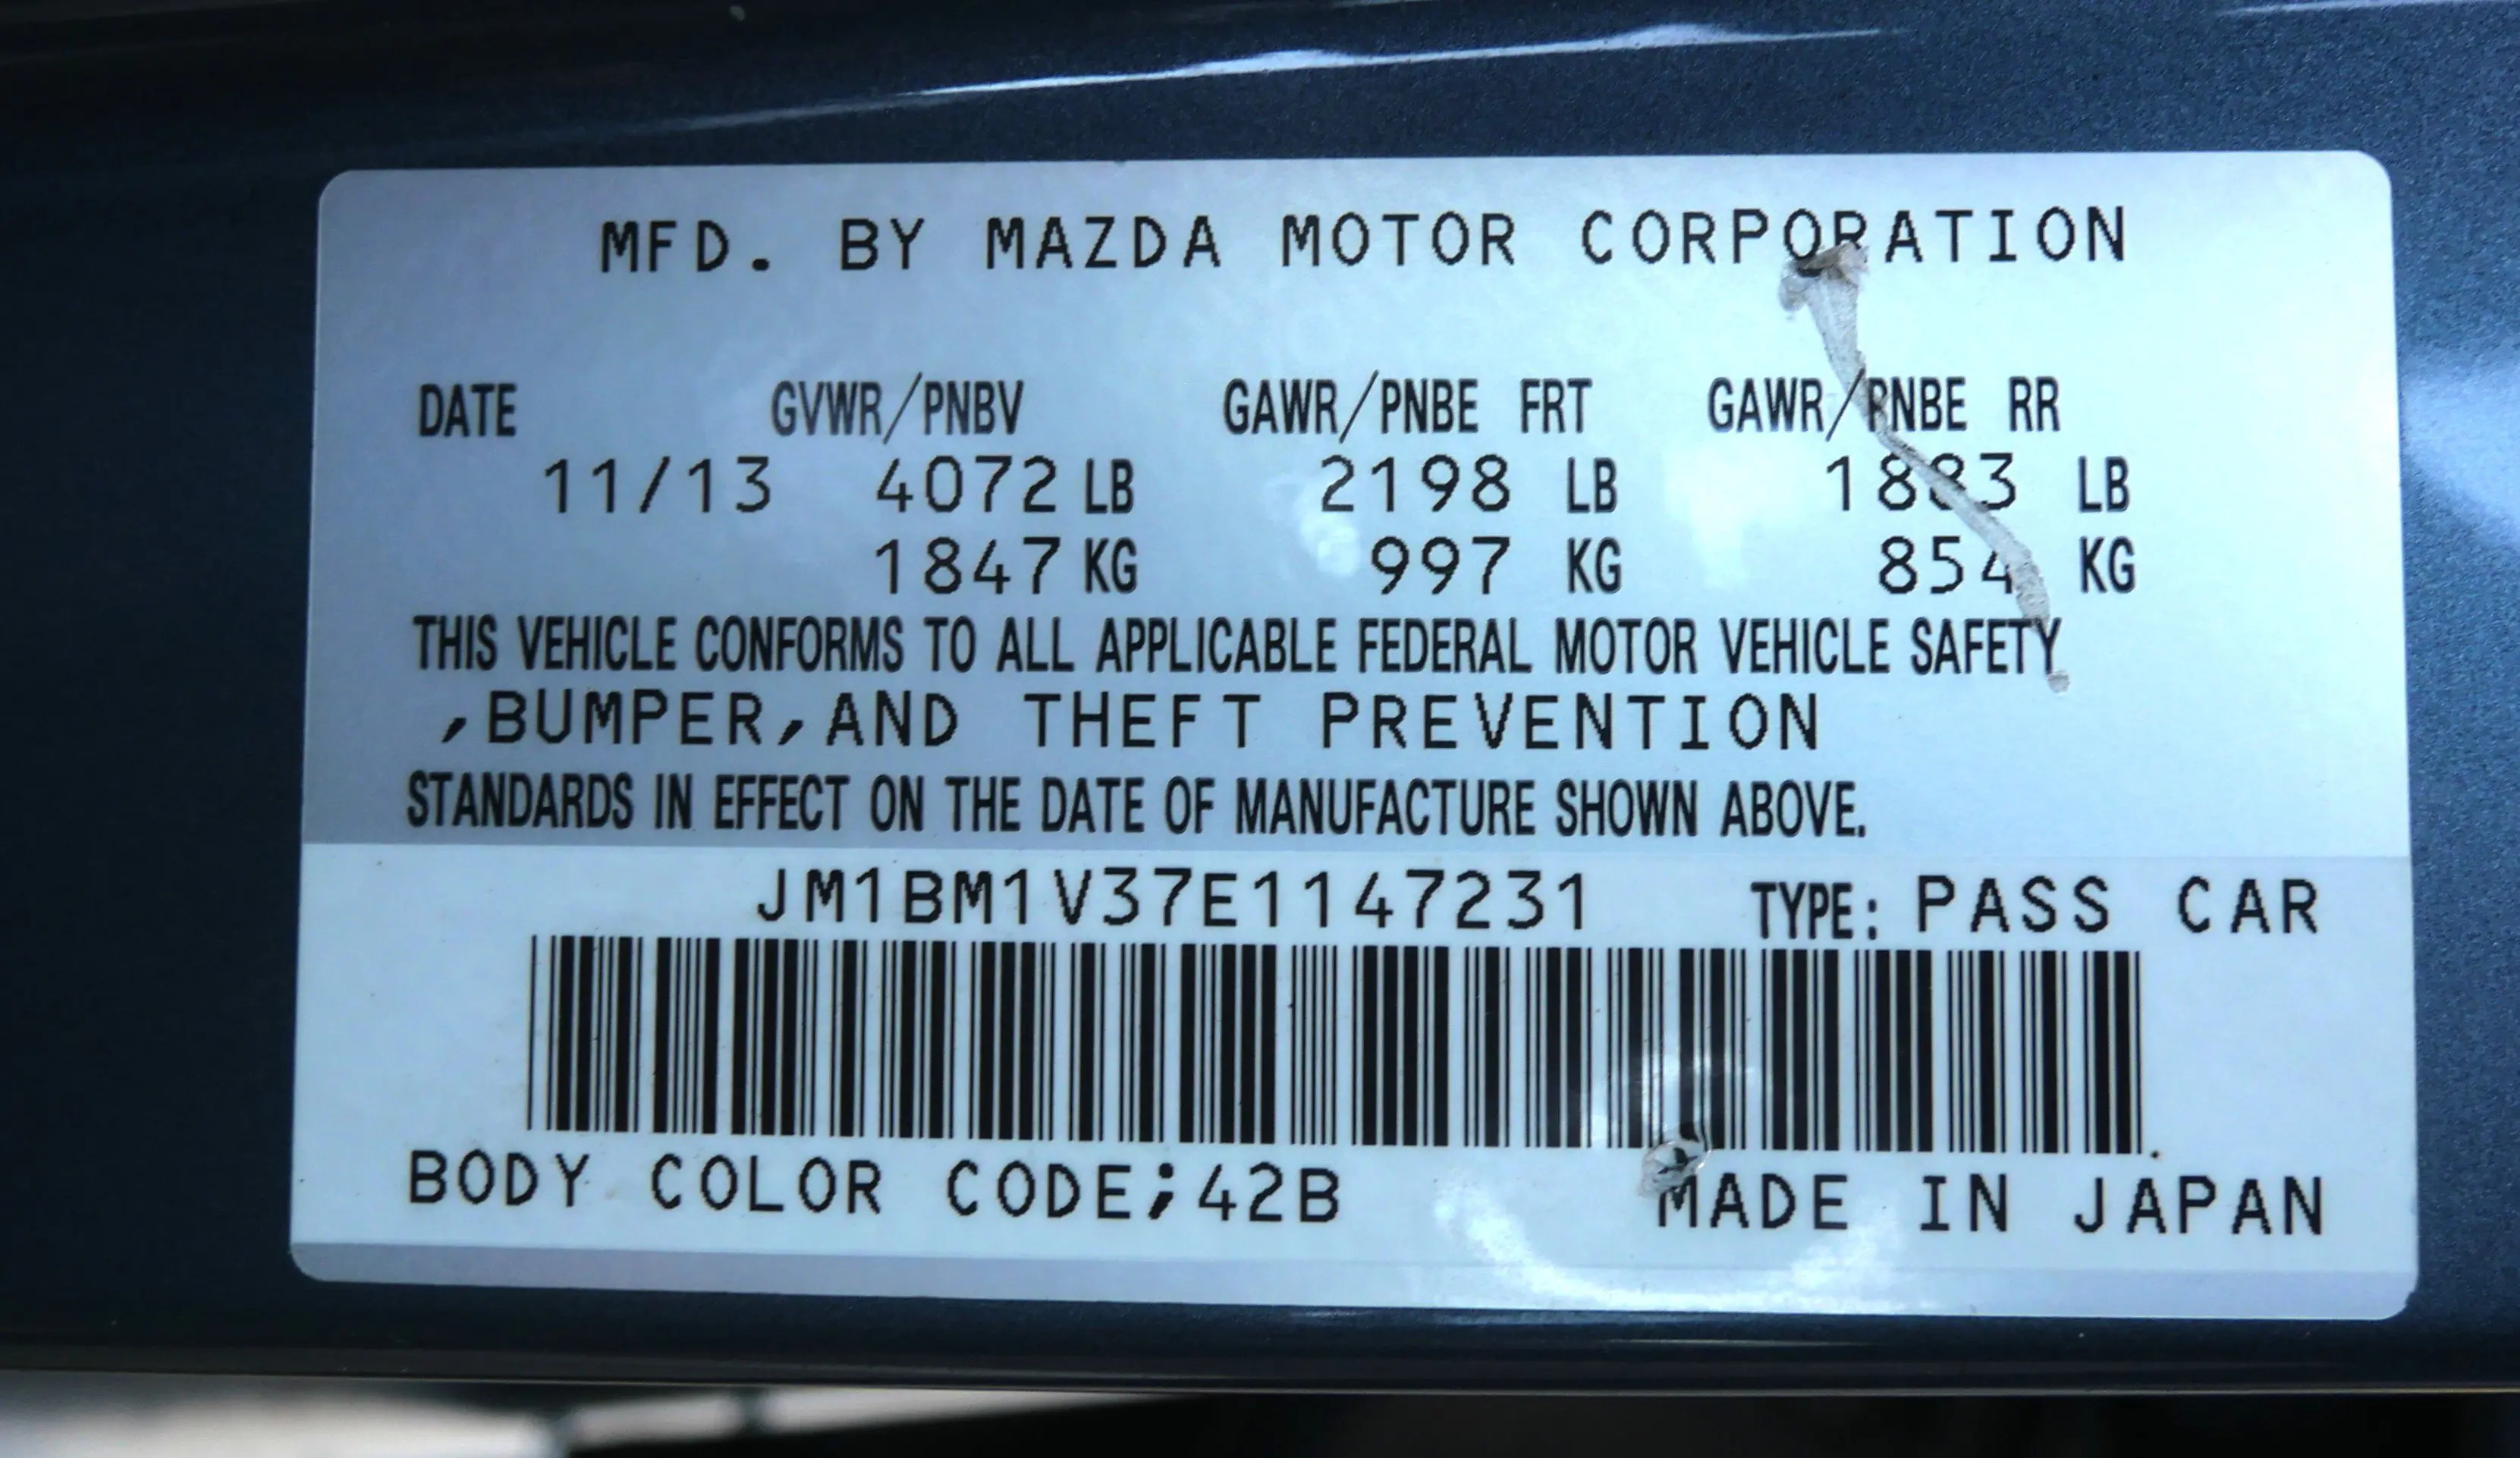 MFD. BY MAZDA MOTOR CORPORATION
DATE GVWR/PNBV GAWR/PNBE FRT GAWR/PNBE RR
11/13 4072 LB 2198 LB 1883 LB
1847 KG 997 KG 854 KG
THIS VEHICLE CONFORMS TO ALL APPLICABLE FEDERAL MOTOR VEHICLE SAFETY
,BUMPER,AND THEFT PREVENTION
STANDARDS IN EFFECT ON THE DATE OF MANUFACTURE SHOWN ABOVE.
JM1BM1V37E1147231 TYPE: PASS CAR
BODY COLOR CODE;42B MADE IN JAPAN